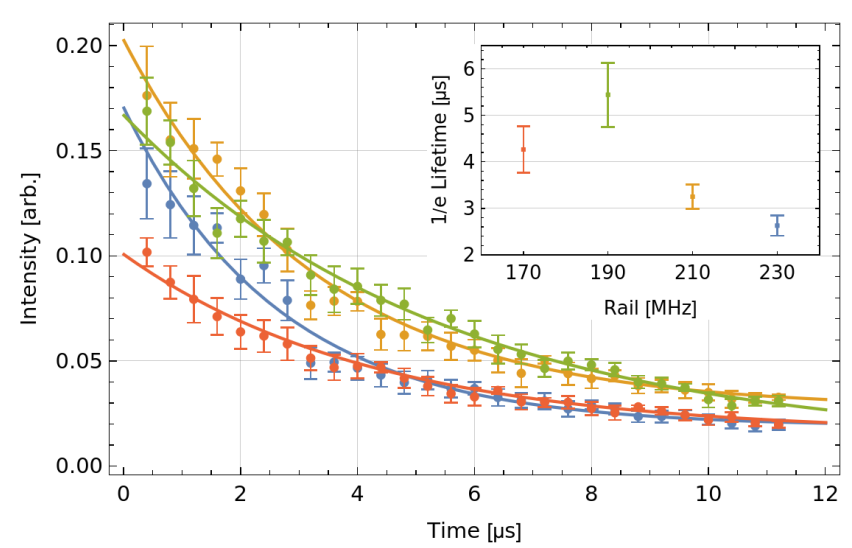 0.20
0.15
0.10
0.05
0.00
Intensity [arb.]
0 2 4 6 8 10 12
Time [µs]
6
5
4
3
2
1/e Lifetime [µs]
170 190 210 230
Rail [MHz]